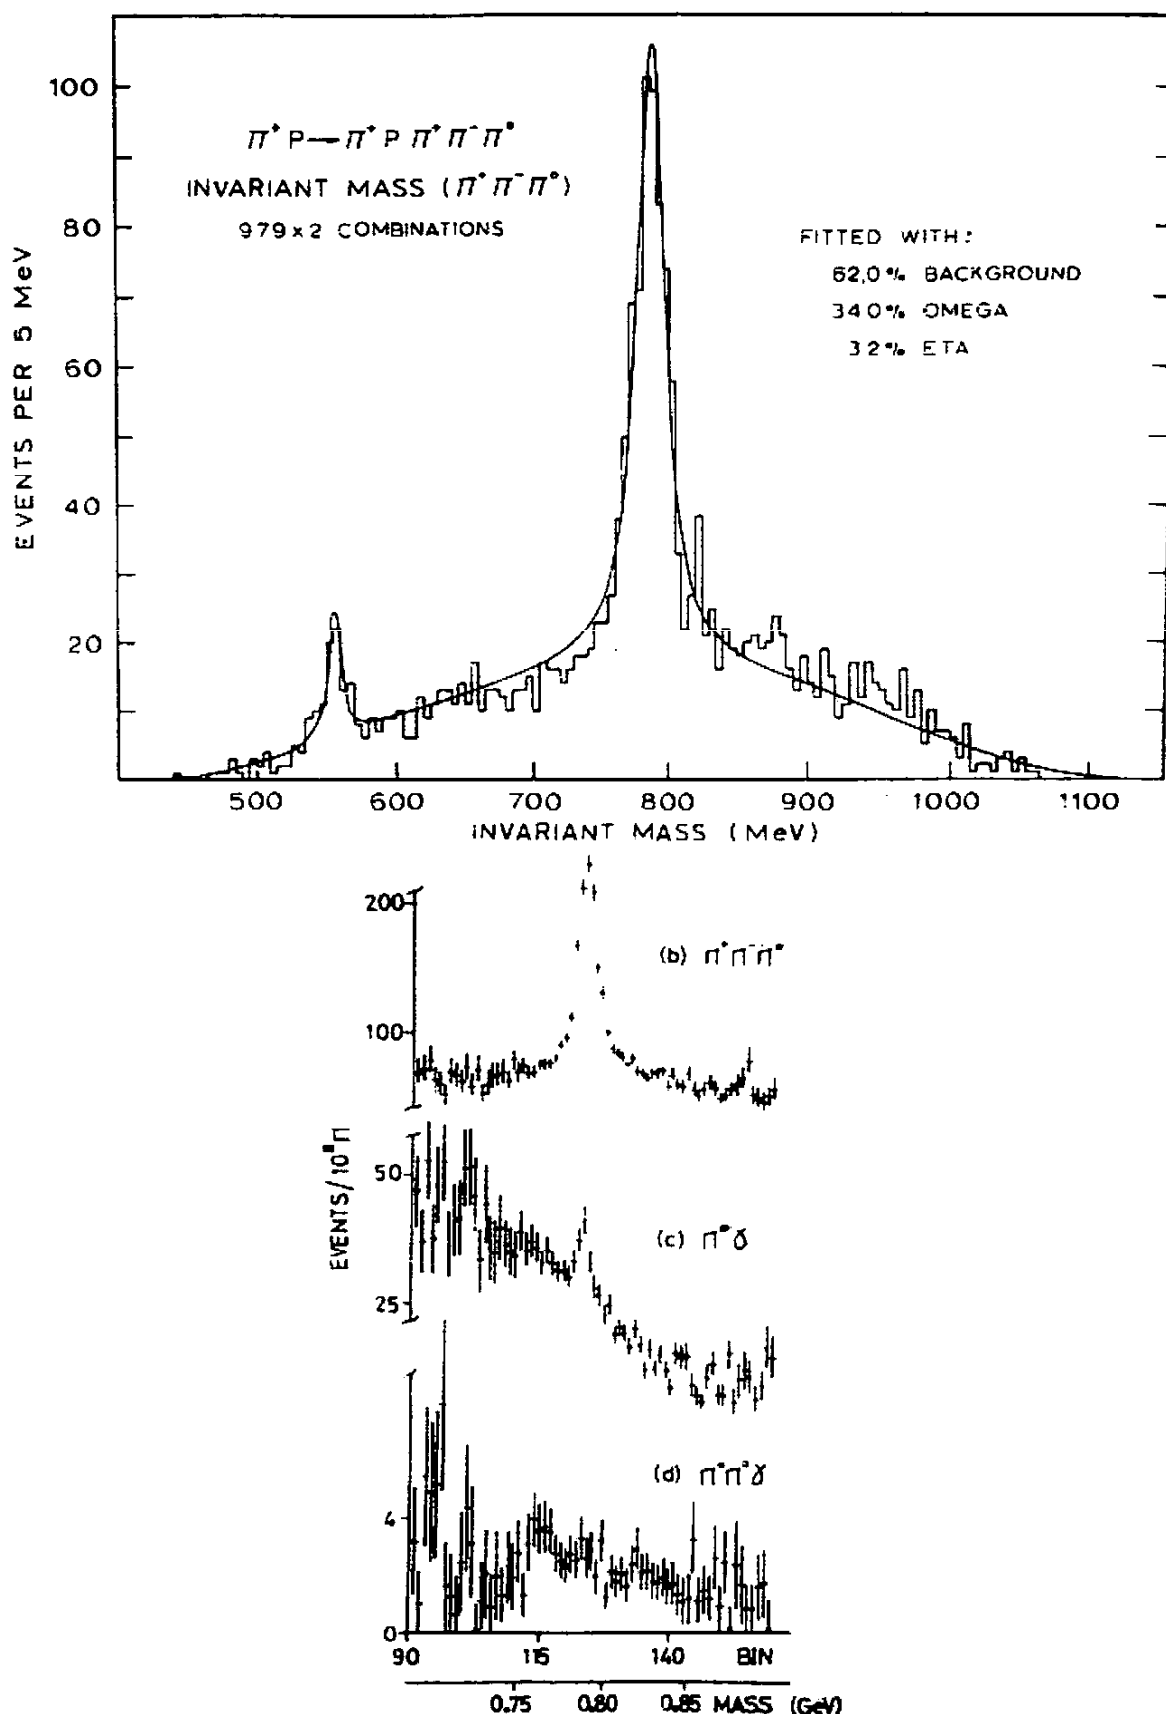 100
80
60
40
20
EVENTS PER 5 MeV
π⁺P — π⁺P π⁺π⁻π°
INVARIANT MASS (π⁺π⁻π°)
979×2 COMBINATIONS
FITTED WITH:
62,0% BACKGROUND
34.0% OMEGA
3.2% ETA
500 600 700 800 900 1000 1100
INVARIANT MASS (MeV)
200
(b) π⁺π⁻π°
100
EVENTS/10⁸π
50
(c) π°γ
25
(d) π°π°γ
4
0
90 115 140 BIN
0.75 0.80 0.85 MASS (GeV)